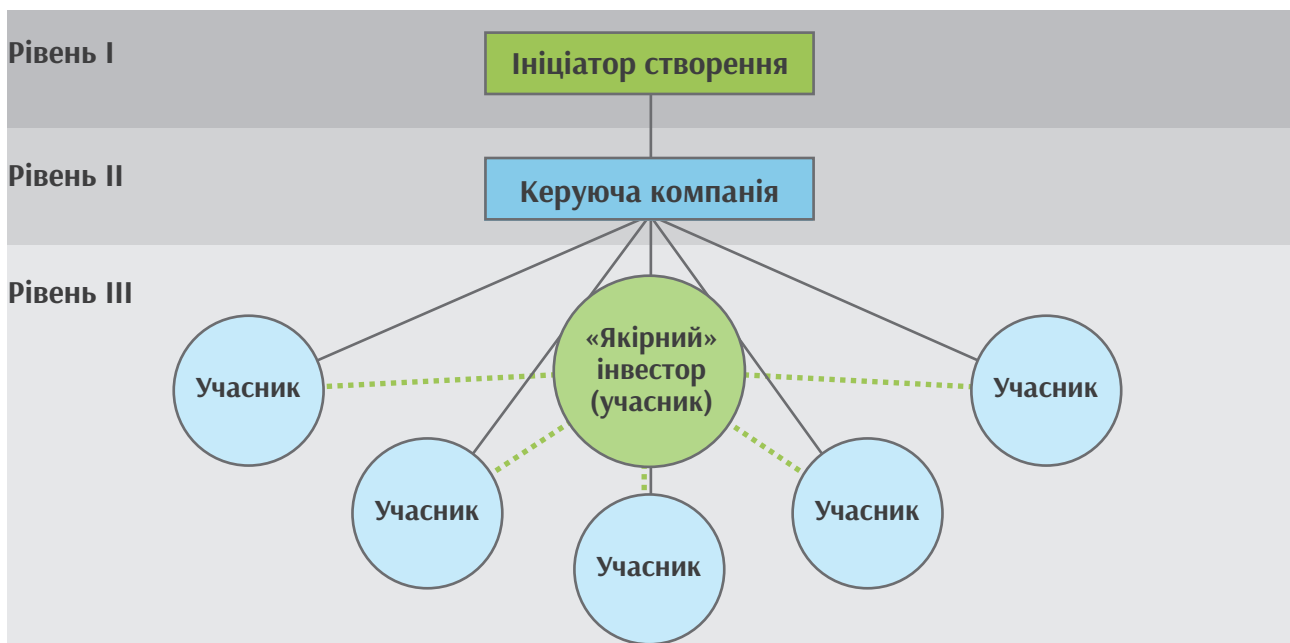 Рівень I
Ініціатор створення
Рівень II
Керуюча компанія
Рівень III
«Якірний»
інвестор
(учасник)
Учасник
Учасник
Учасник
Учасник
Учасник